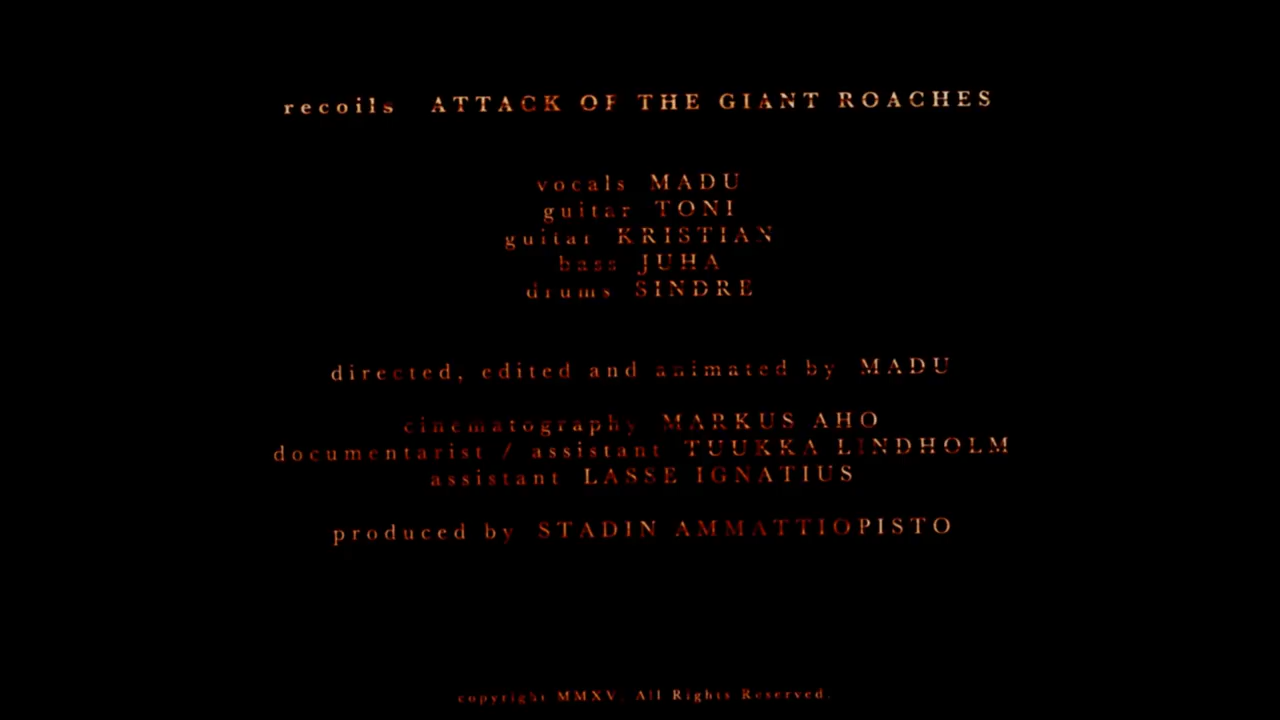 recoils ATTACK OF THE GIANT ROACHES
vocals MADU
guitar TONI
guitar KRISTIAN
bass JUHA
drums SINDRE
directed, edited and animated by MADU
cinematography MARKUS AHO
documentarist / assistant TUUKKA LINDHOLM
assistant LASSE IGNATIUS
produced by STADIN AMMATTIOPISTO
copyright MMXV. All Rights Reserved.